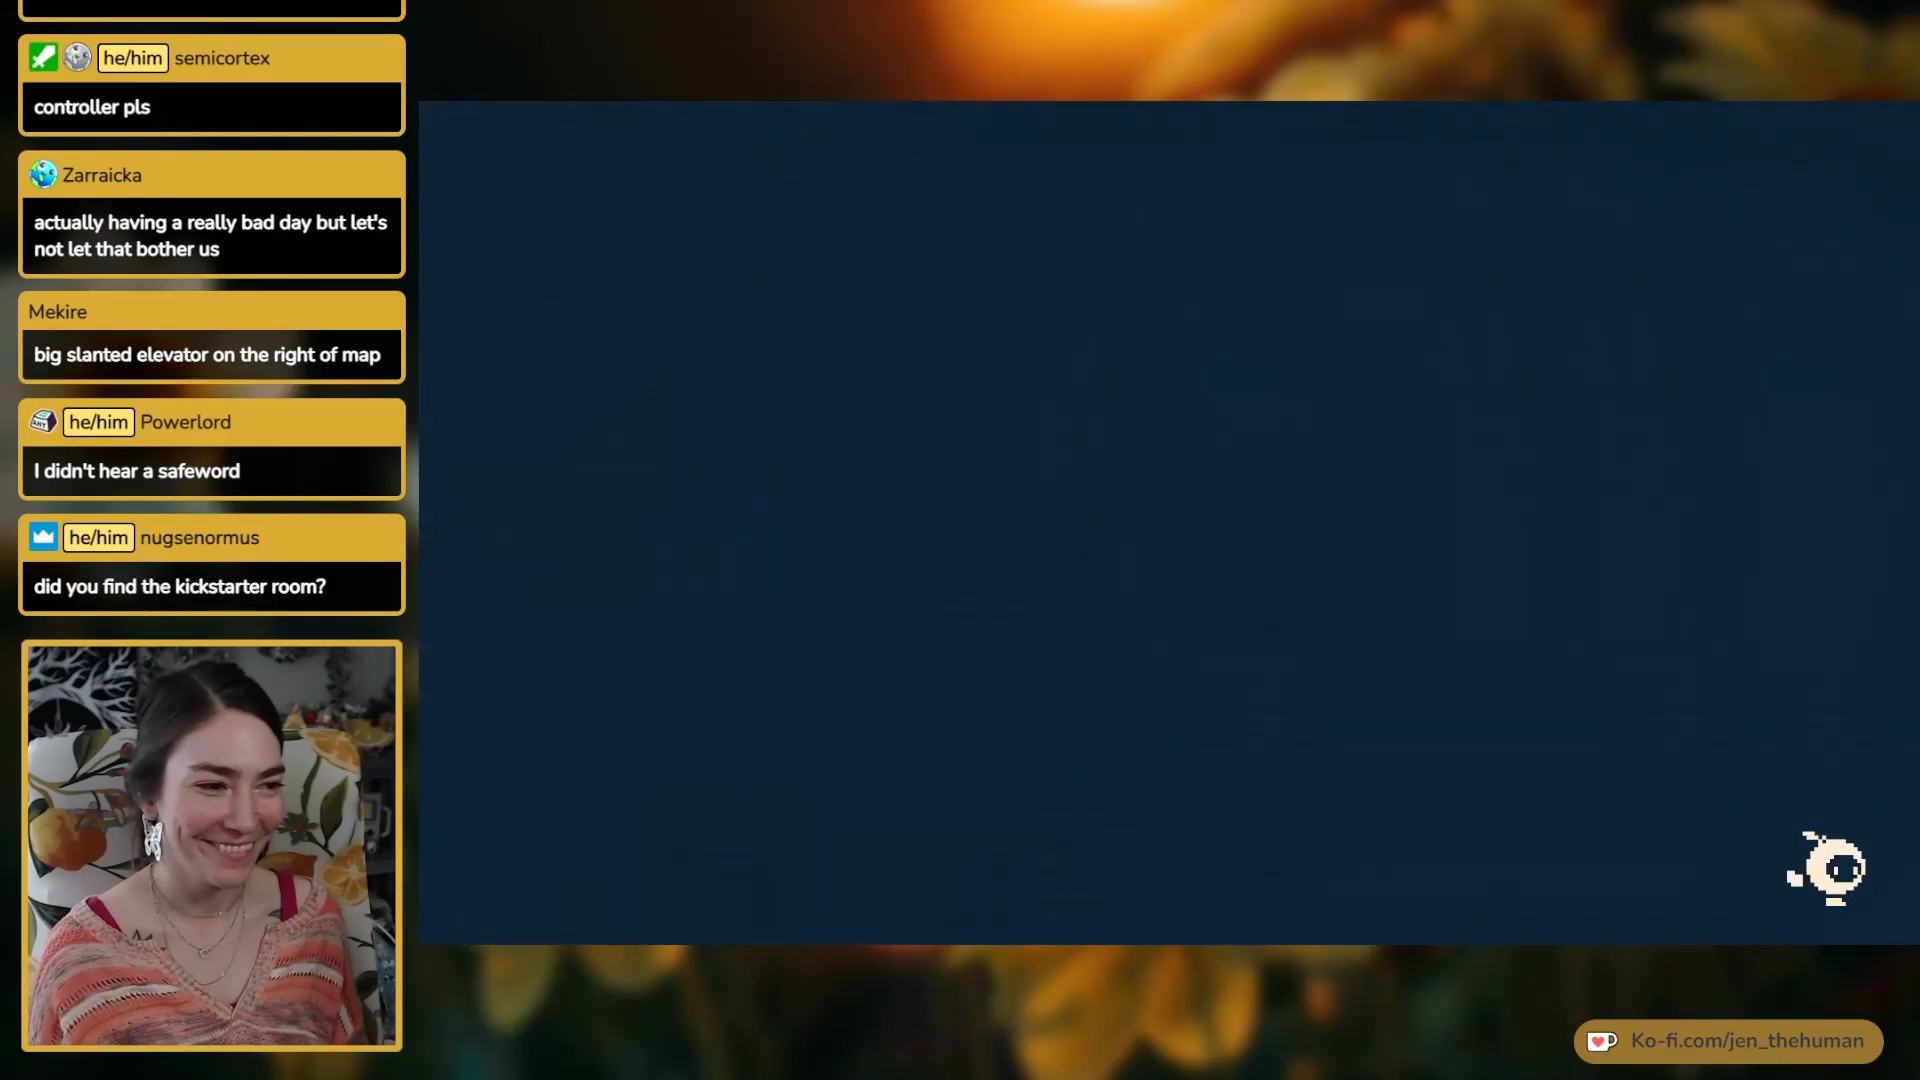 he/him semicortex
controller pls
Zarraicka
actually having a really bad day but let's
not let that bother us
Mekire
big slanted elevator on the right of map
ANY he/him Powerlord
I didn't hear a safeword
he/him nugsenormus
did you find the kickstarter room?
Ko-fi.com/jen_thehuman